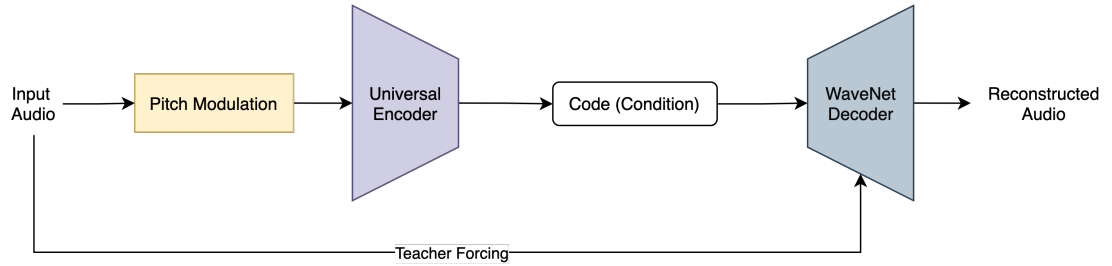 Input
Audio
Pitch Modulation
Universal
Encoder
Code (Condition)
WaveNet
Decoder
Reconstructed
Audio
Teacher Forcing